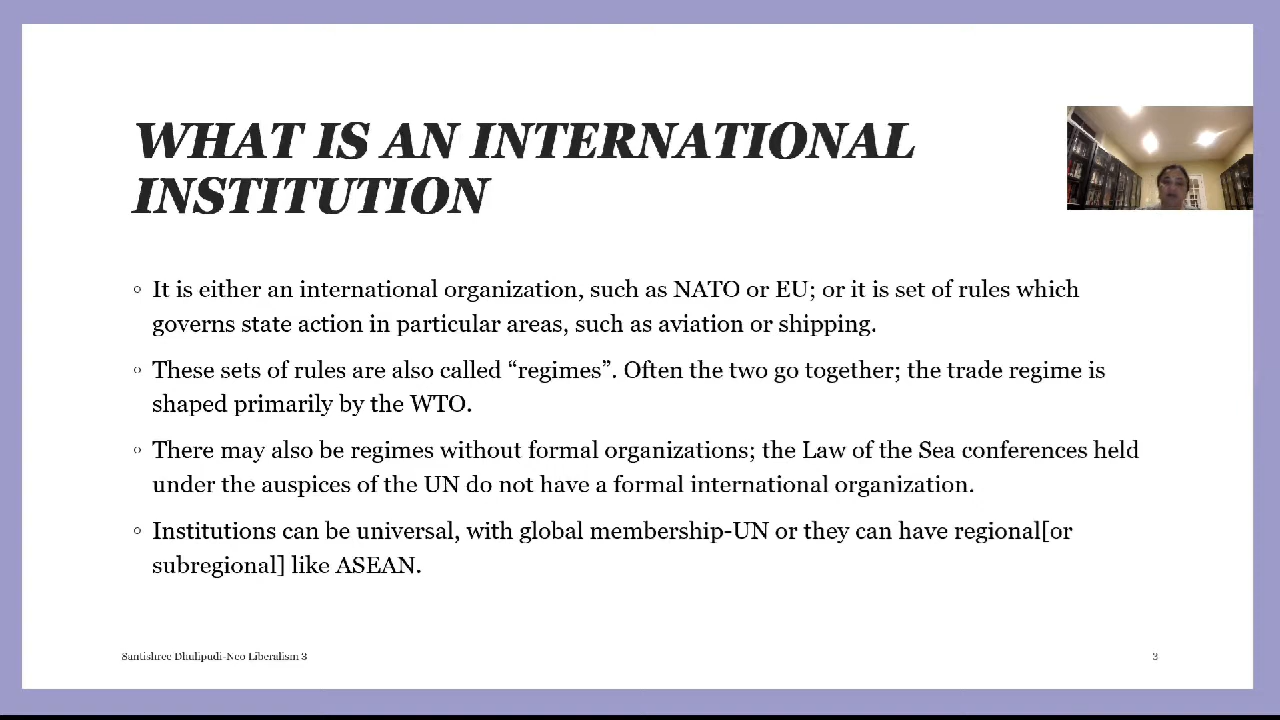 WHAT IS AN INTERNATIONAL
INSTITUTION
◦ It is either an international organization, such as NATO or EU; or it is set of rules which
governs state action in particular areas, such as aviation or shipping.
◦ These sets of rules are also called “regimes”. Often the two go together; the trade regime is
shaped primarily by the WTO.
◦ There may also be regimes without formal organizations; the Law of the Sea conferences held
under the auspices of the UN do not have a formal international organization.
◦ Institutions can be universal, with global membership-UN or they can have regional[or
subregional] like ASEAN.
Santishree Dhulipudi-Neo Liberalism 3
3